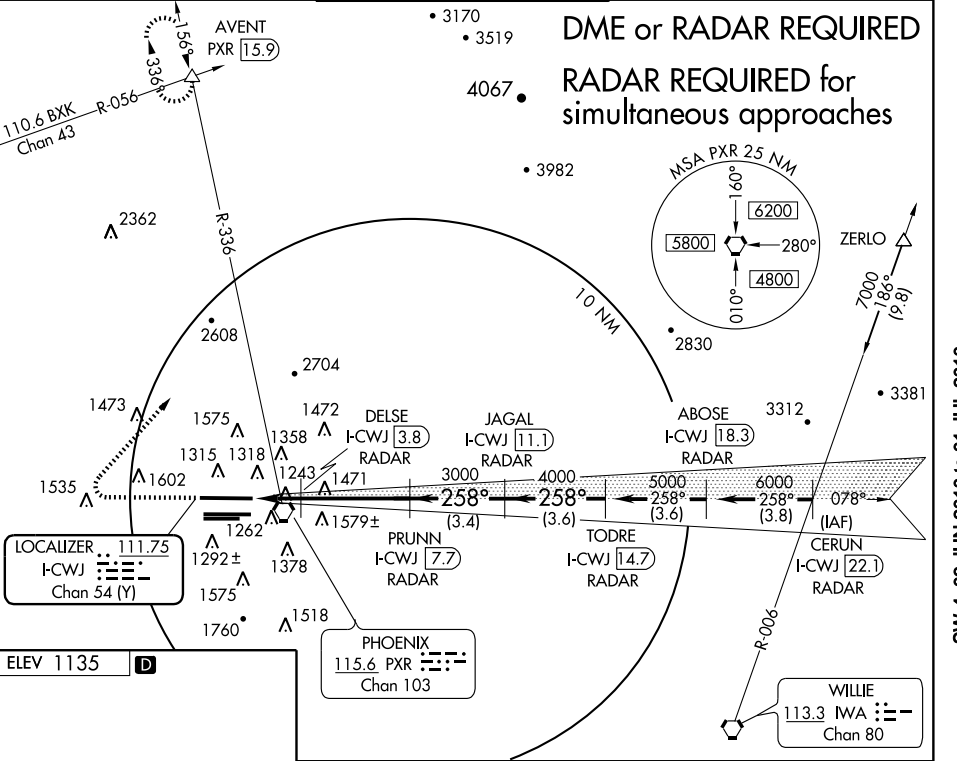 AVENT
PXR 15.9
156°
336°
R-056
110.6 BXK
Chan 43
3170
3519
4067
3982
DME or RADAR REQUIRED
RADAR REQUIRED for
simultaneous approaches
MSA PXR 25 NM
160°
6200
5800
280°
4800
010°
ZERLO
7000
186°
(9.8)
2362
R-336
10 NM
2608
2704
2830
3381
3312
1473
1575
1472
1358
1315
1318
1243
1471
1535
1602
1579±
1262
1292±
1378
1575
1760
1518
DELSE
I-CWJ 3.8
RADAR
JAGAL
I-CWJ 11.1
RADAR
ABOSE
I-CWJ 18.3
RADAR
3000
258°
(3.4)
4000
258°
(3.6)
5000
258°
(3.6)
6000
258°
(3.8)
078°
(IAF)
CERUN
I-CWJ 22.1
RADAR
PRUNN
I-CWJ 7.7
RADAR
TODRE
I-CWJ 14.7
RADAR
LOCALIZER 111.75
I-CWJ
Chan 54 (Y)
PHOENIX
115.6 PXR
Chan 103
R-006
WILLIE
113.3 IWA
Chan 80
ELEV 1135 D